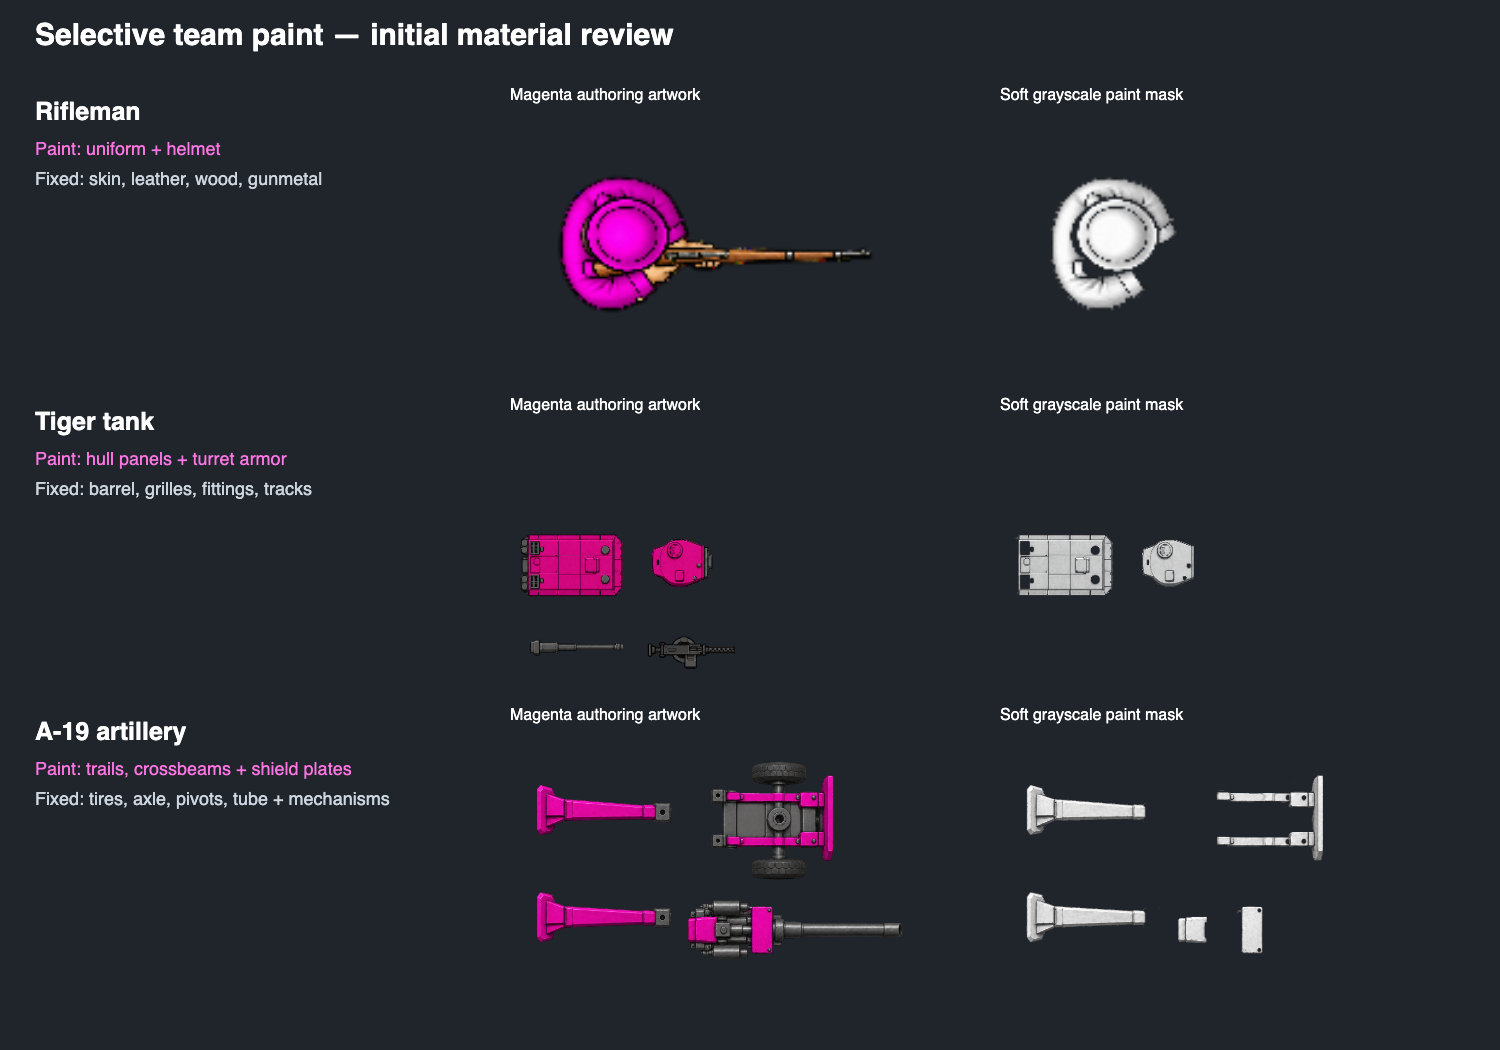 Selective team paint — initial material review
Rifleman
Paint: uniform + helmet
Fixed: skin, leather, wood, gunmetal
Magenta authoring artwork
Soft grayscale paint mask
Tiger tank
Paint: hull panels + turret armor
Fixed: barrel, grilles, fittings, tracks
Magenta authoring artwork
Soft grayscale paint mask
A-19 artillery
Paint: trails, crossbeams + shield plates
Fixed: tires, axle, pivots, tube + mechanisms
Magenta authoring artwork
Soft grayscale paint mask